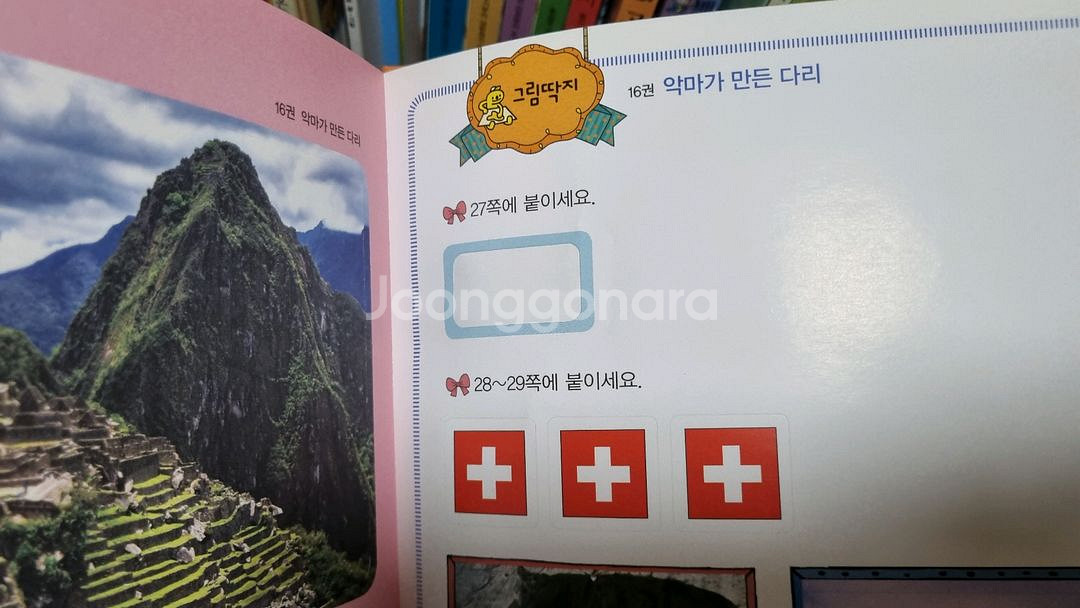 16권 악마가 만든 다리
그림딱지
16권 악마가 만든 다리
27쪽에 붙이세요.
Joonggonara
28~29쪽에 붙이세요.